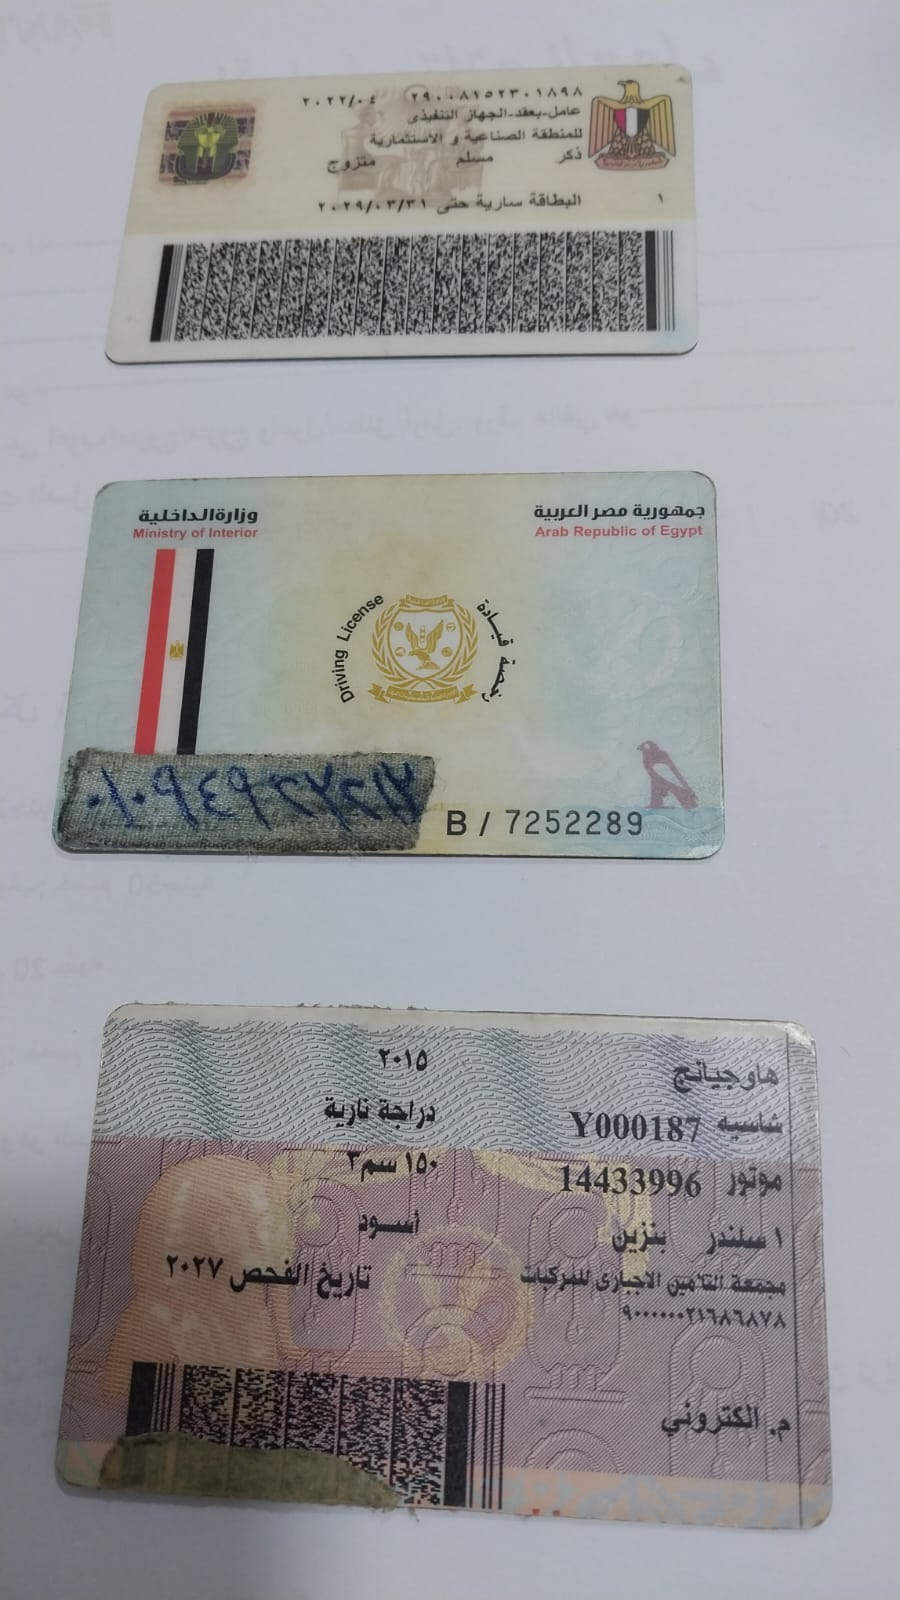 ٢٩٠٠٨١٥٢٣٠١٨٩٨ ٢٠٢٢/٠٤
عامل-بعقد-الجهاز التنفيذى
للمنطقة الصناعية و الاستثمارية
ذكر مسلم متزوج
١ البطاقة سارية حتى ٢٠٢٩/٠٣/٣١
جمهورية مصر العربية وزارة الداخلية
Arab Republic of Egypt Ministry of Interior
رخصة قيادة Driving License
B / 7252289
هاوجيانج ٢٠١٥
شاسيه Y000187 دراجة نارية
موتور 14433996 ١٥٠ سم٣
١ سلندر بنزين أسود
مجمعة التأمين الاجبارى للمركبات تاريخ الفحص ٢٠٢٧
٩٠٠٠٠٠٠٢١٦٨٦٨٧٨
م. الكتروني